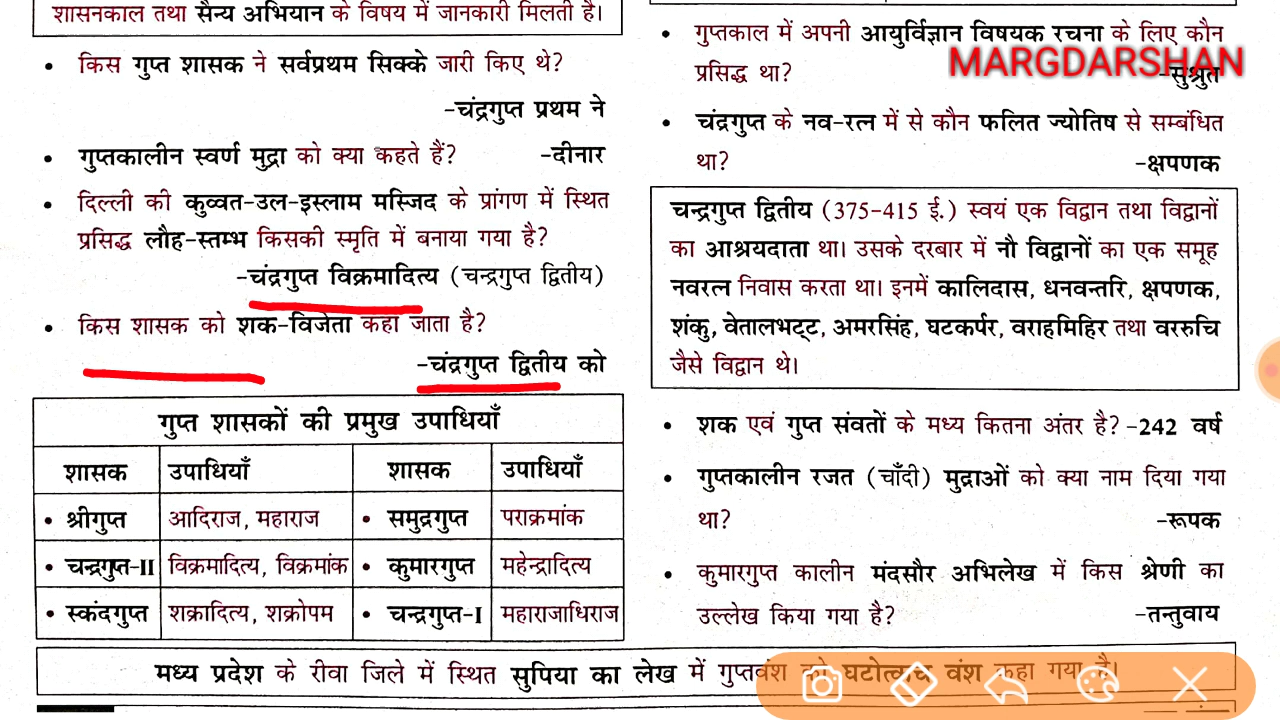 शासनकाल तथा सैन्य अभियान के विषय में जानकारी मिलती है।
• किस गुप्त शासक ने सर्वप्रथम सिक्के जारी किए थे?
-चंद्रगुप्त प्रथम ने
• गुप्तकालीन स्वर्ण मुद्रा को क्या कहते हैं? -दीनार
• दिल्ली की कुव्वत-उल-इस्लाम मस्जिद के प्रांगण में स्थित
प्रसिद्ध लौह-स्तम्भ किसकी स्मृति में बनाया गया है?
-चंद्रगुप्त विक्रमादित्य (चन्द्रगुप्त द्वितीय)
• किस शासक को शक-विजेता कहा जाता है?
-चंद्रगुप्त द्वितीय को
गुप्त शासकों की प्रमुख उपाधियाँ
शासक उपाधियाँ शासक उपाधियाँ
• श्रीगुप्त आदिराज, महाराज • समुद्रगुप्त पराक्रमांक
• चन्द्रगुप्त-II विक्रमादित्य, विक्रमांक • कुमारगुप्त महेन्द्रादित्य
• स्कंदगुप्त शक्रादित्य, शक्रोपम • चन्द्रगुप्त-I महाराजाधिराज
• गुप्तकाल में अपनी आयुर्विज्ञान विषयक रचना के लिए कौन
प्रसिद्ध था? -सुश्रुत
MARGDARSHAN
• चंद्रगुप्त के नव-रत्न में से कौन फलित ज्योतिष से सम्बंधित
था? -क्षपणक
चन्द्रगुप्त द्वितीय (375-415 ई.) स्वयं एक विद्वान तथा विद्वानों
का आश्रयदाता था। उसके दरबार में नौ विद्वानों का एक समूह
नवरत्न निवास करता था। इनमें कालिदास, धनवन्तरि, क्षपणक,
शंकु, वेतालभट्ट, अमरसिंह, घटकर्पर, वराहमिहिर तथा वररुचि
जैसे विद्वान थे।
• शक एवं गुप्त संवतों के मध्य कितना अंतर है? -242 वर्ष
• गुप्तकालीन रजत (चाँदी) मुद्राओं को क्या नाम दिया गया
था? -रूपक
• कुमारगुप्त कालीन मंदसौर अभिलेख में किस श्रेणी का
उल्लेख किया गया है? -तन्तुवाय
मध्य प्रदेश के रीवा जिले में स्थित सुपिया का लेख में गुप्तवंश को घटोत्कच वंश कहा गया है।